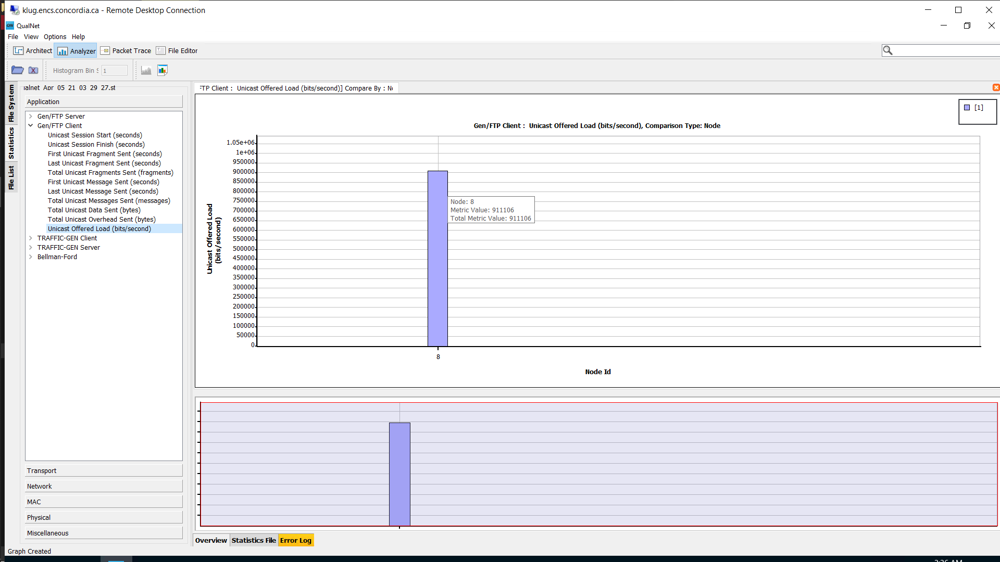 klug.encs.concordia.ca - Remote Desktop Connection
QN QualNet
File View Options Help
Architect Analyzer Packet Trace File Editor
Histogram Bin S 1
File System
Statistics
File List
ialnet Apr 05 21 03 29 27.st
Application
Gen/FTP Server
Gen/FTP Client
Unicast Session Start (seconds)
Unicast Session Finish (seconds)
First Unicast Fragment Sent (seconds)
Last Unicast Fragment Sent (seconds)
Total Unicast Fragments Sent (fragments)
First Unicast Message Sent (seconds)
Last Unicast Message Sent (seconds)
Total Unicast Messages Sent (messages)
Total Unicast Data Sent (bytes)
Total Unicast Overhead Sent (bytes)
Unicast Offered Load (bits/second)
TRAFFIC-GEN Client
TRAFFIC-GEN Server
Bellman-Ford
Transport
Network
MAC
Physical
Miscellaneous
TP Client : Unicast Offered Load (bits/second)] Compare By : No
[1]
Gen/FTP Client : Unicast Offered Load (bits/second), Comparison Type: Node
Unicast Offered Load
(bits/second)
1.05e+06
1e+06
950000
900000
850000
800000
750000
700000
650000
600000
550000
500000
450000
400000
350000
300000
250000
200000
150000
100000
50000
0
Node: 8
Metric Value: 911106
Total Metric Value: 911106
8
Node Id
Overview Statistics File Error Log
Graph Created